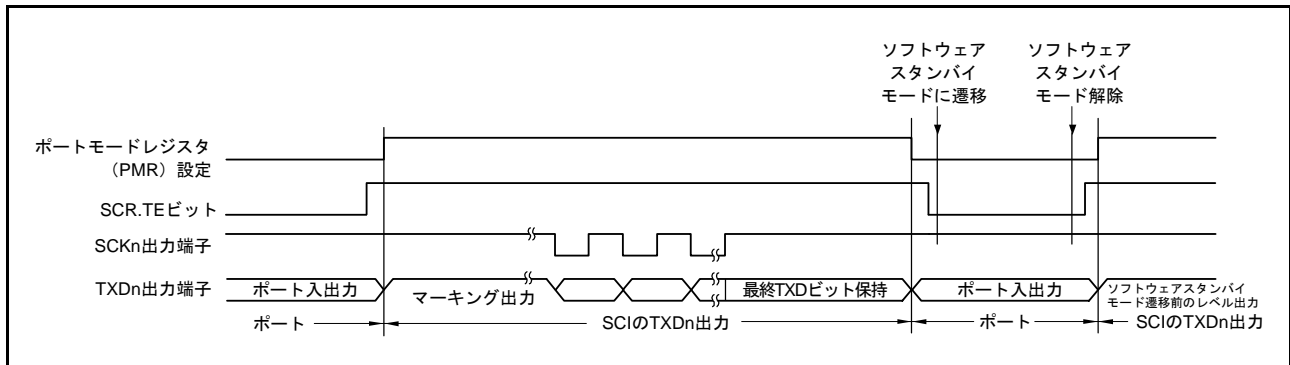 ソフトウェア
スタンバイ
モードに遷移
ソフトウェア
スタンバイ
モード解除
ポートモードレジスタ
（PMR）設定
SCR.TEビット
SCKn出力端子
TXDn出力端子
ポート入出力
マーキング出力
最終TXDビット保持
ポート入出力
ソフトウェアスタンバイ
モード遷移前のレベル出力
ポート
SCIのTXDn出力
ポート
SCIのTXDn出力